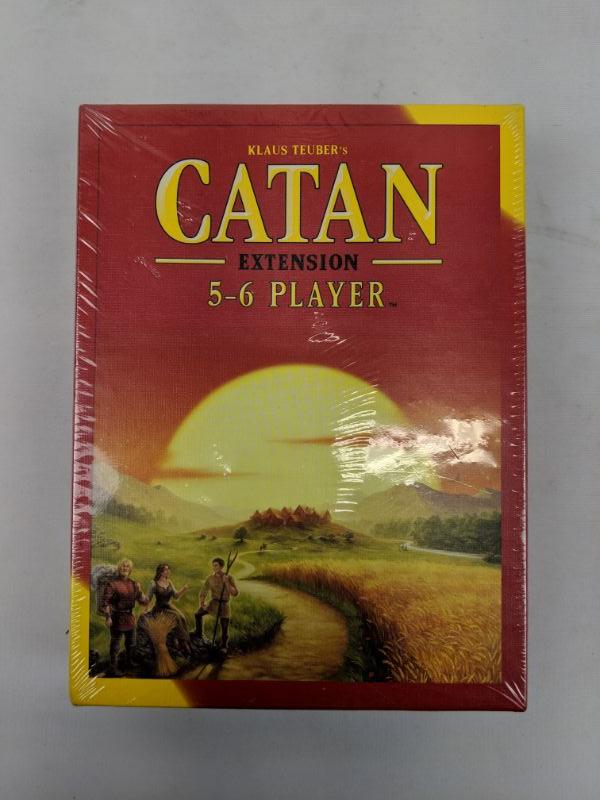 KLAUS TEUBER'S
CATAN
EXTENSION
5-6 PLAYER™